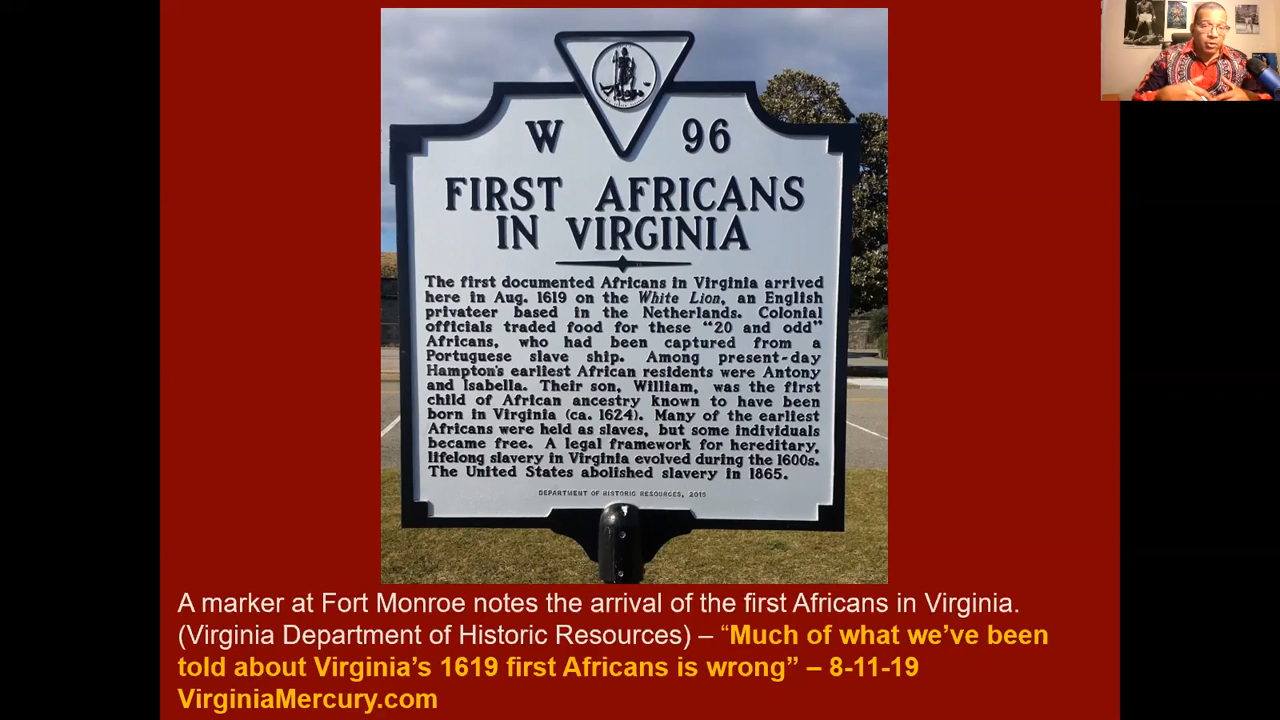 W 96
FIRST AFRICANS
IN VIRGINIA
The first documented Africans in Virginia arrived
here in Aug. 1619 on the White Lion, an English
privateer based in the Netherlands. Colonial
officials traded food for these “20 and odd”
Africans, who had been captured from a
Portuguese slave ship. Among present-day
Hampton's earliest African residents were Antony
and Isabella. Their son, William, was the first
child of African ancestry known to have been
born in Virginia (ca. 1624). Many of the earliest
Africans were held as slaves, but some individuals
became free. A legal framework for hereditary,
lifelong slavery in Virginia evolved during the 1600s.
The United States abolished slavery in 1865.
DEPARTMENT OF HISTORIC RESOURCES, 2015
A marker at Fort Monroe notes the arrival of the first Africans in Virginia.
(Virginia Department of Historic Resources) – “Much of what we’ve been
told about Virginia’s 1619 first Africans is wrong” – 8-11-19
VirginiaMercury.com